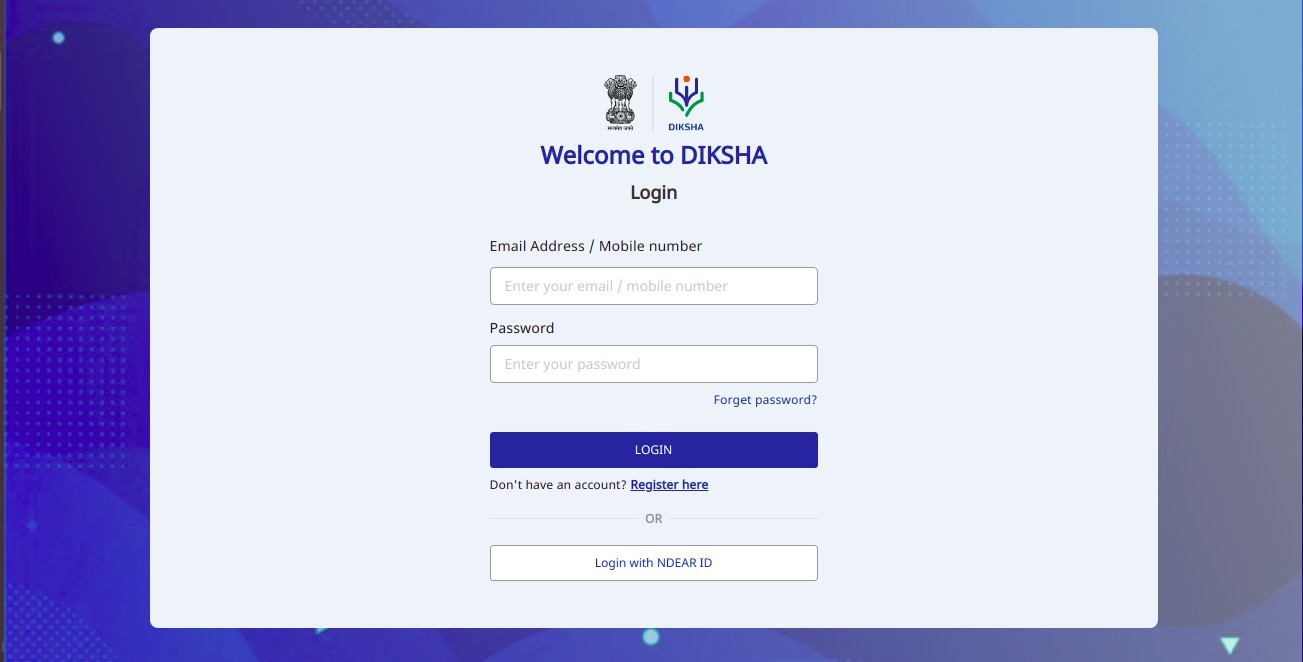 सत्यमेव जयते
DIKSHA
Welcome to DIKSHA
Login
Email Address / Mobile number
Enter your email / mobile number
Password
Enter your password
Forget password?
LOGIN
Don't have an account? Register here
OR
Login with NDEAR ID